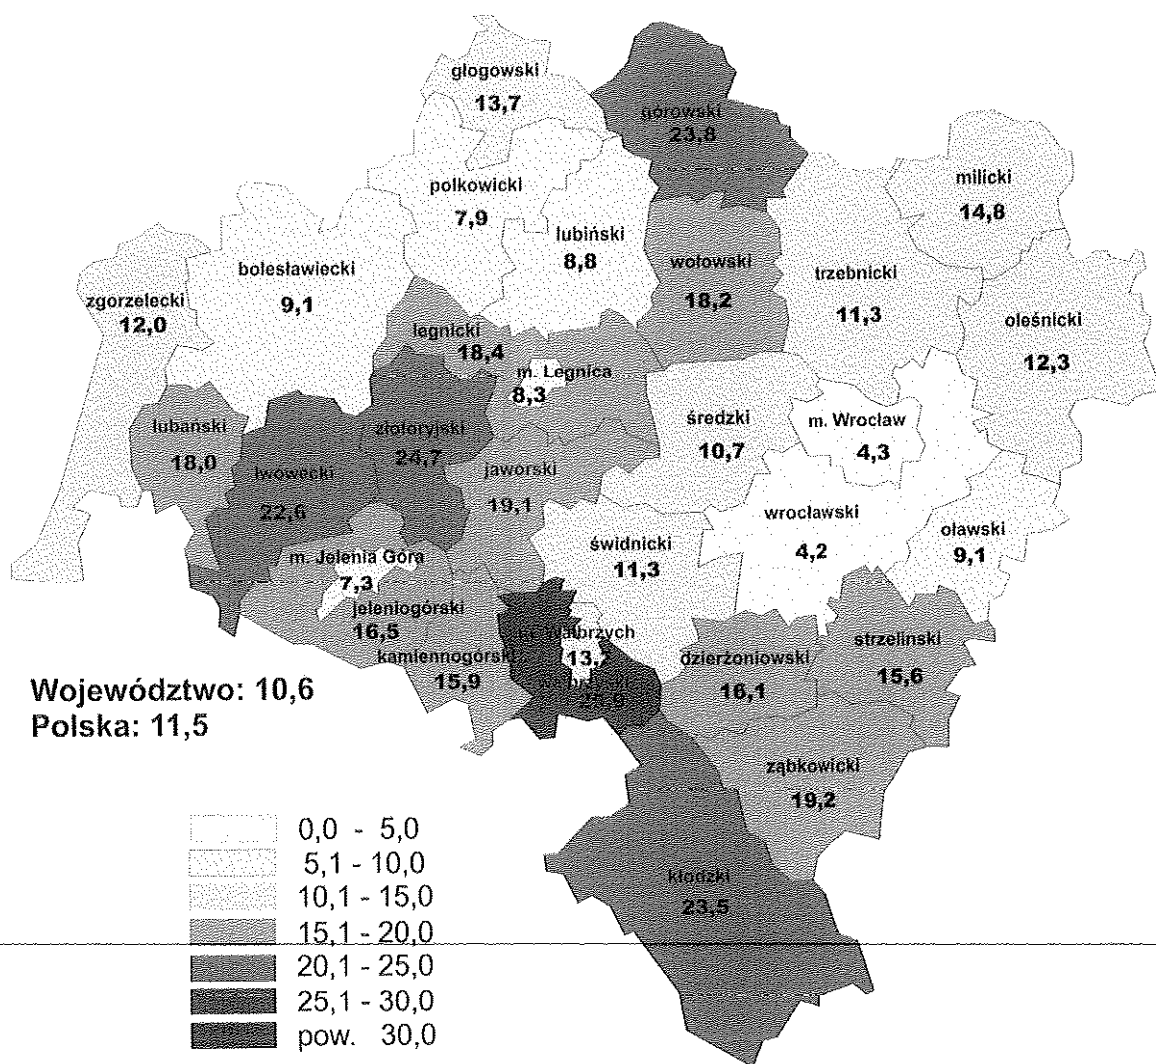 głogowski
13,7
górowski
23,8
milicki
14,8
polkowicki
7,9
lubiński
8,8
wołowski
18,2
trzebnicki
11,3
oleśnicki
12,3
bolesławiecki
9,1
zgorzelecki
12,0
legnicki
18,4
m. Legnica
8,3
średzki
10,7
m. Wrocław
4,3
lubański
18,0
złotoryjski
24,7
lwówecki
22,6
jaworski
19,1
wrocławski
4,2
oławski
9,1
m. Jelenia Góra
7,3
świdnicki
11,3
jeleniogórski
16,5
Wałbrzych
13,2
kamiennogórski
15,9
dzierżoniowski
16,1
strzelinski
15,6
ząbkowicki
19,2
kłodzki
23,5
Województwo: 10,6
Polska: 11,5
0,0 - 5,0
5,1 - 10,0
10,1 - 15,0
15,1 - 20,0
20,1 - 25,0
25,1 - 30,0
pow. 30,0